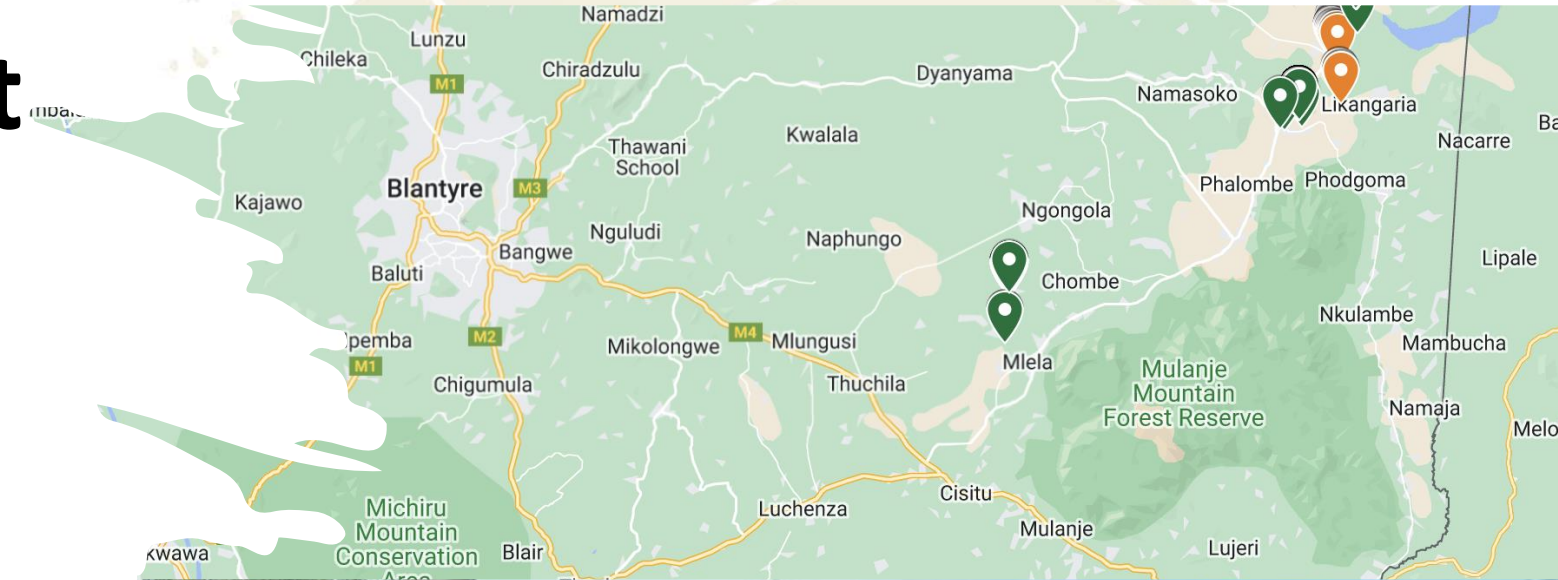 Namadzi
Lunzu
Chileka
Chiradzulu
Dyanyama
M1
Namasoko
Likangaria
t
Kwalala
Nacarre
Thawani
School
Blantyre
M3
Phalombe
Phodgoma
Kajawo
Ngongola
Nguludi
Naphungo
Bangwe
Lipale
Baluti
Chombe
Nkulambe
M2
M4
Mlungusi
Mambucha
Mikolongwe
M1
Mlela
Chigumula
Thuchila
Mulanje
Mountain
Forest Reserve
Namaja
Melo
Cisitu
Michiru
Mountain
Conservation
Area
Luchenza
Mulanje
Blair
Lujeri
kwawa